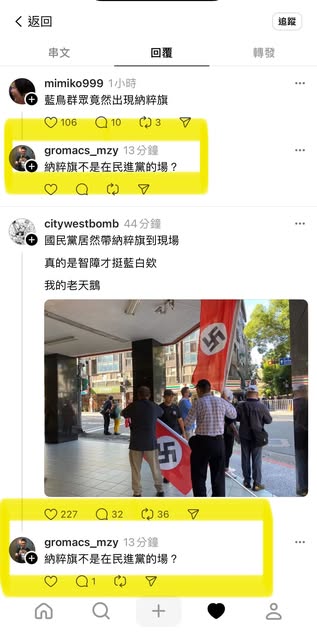 返回
追蹤
串文
回覆
轉發
mimiko999 1小時
藍鳥群眾竟然出現納粹旗
106 10 3
gromacs_mzy 13分鐘
納粹旗不是在民進黨的場？
citywestbomb 44分鐘
國民黨居然帶納粹旗到現場
真的是智障才挺藍白欸
我的老天鵝
227 32 36
gromacs_mzy 13分鐘
納粹旗不是在民進黨的場？
1